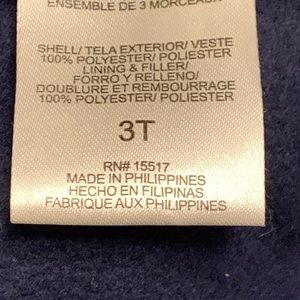 ENSEMBLE DE 3 MORCEAUX
SHELL/ TELA EXTERIOR/ VESTE
100% POLYESTER/ POLIESTER
LINING & FILLER/
FORRO Y RELLENO/
DOUBLURE ET REMBOURRAGE
100% POLYESTER/ POLIESTER
3T
RN# 15517
MADE IN PHILIPPINES
HECHO EN FILIPINAS
FABRIQUE AUX PHILIPPINES